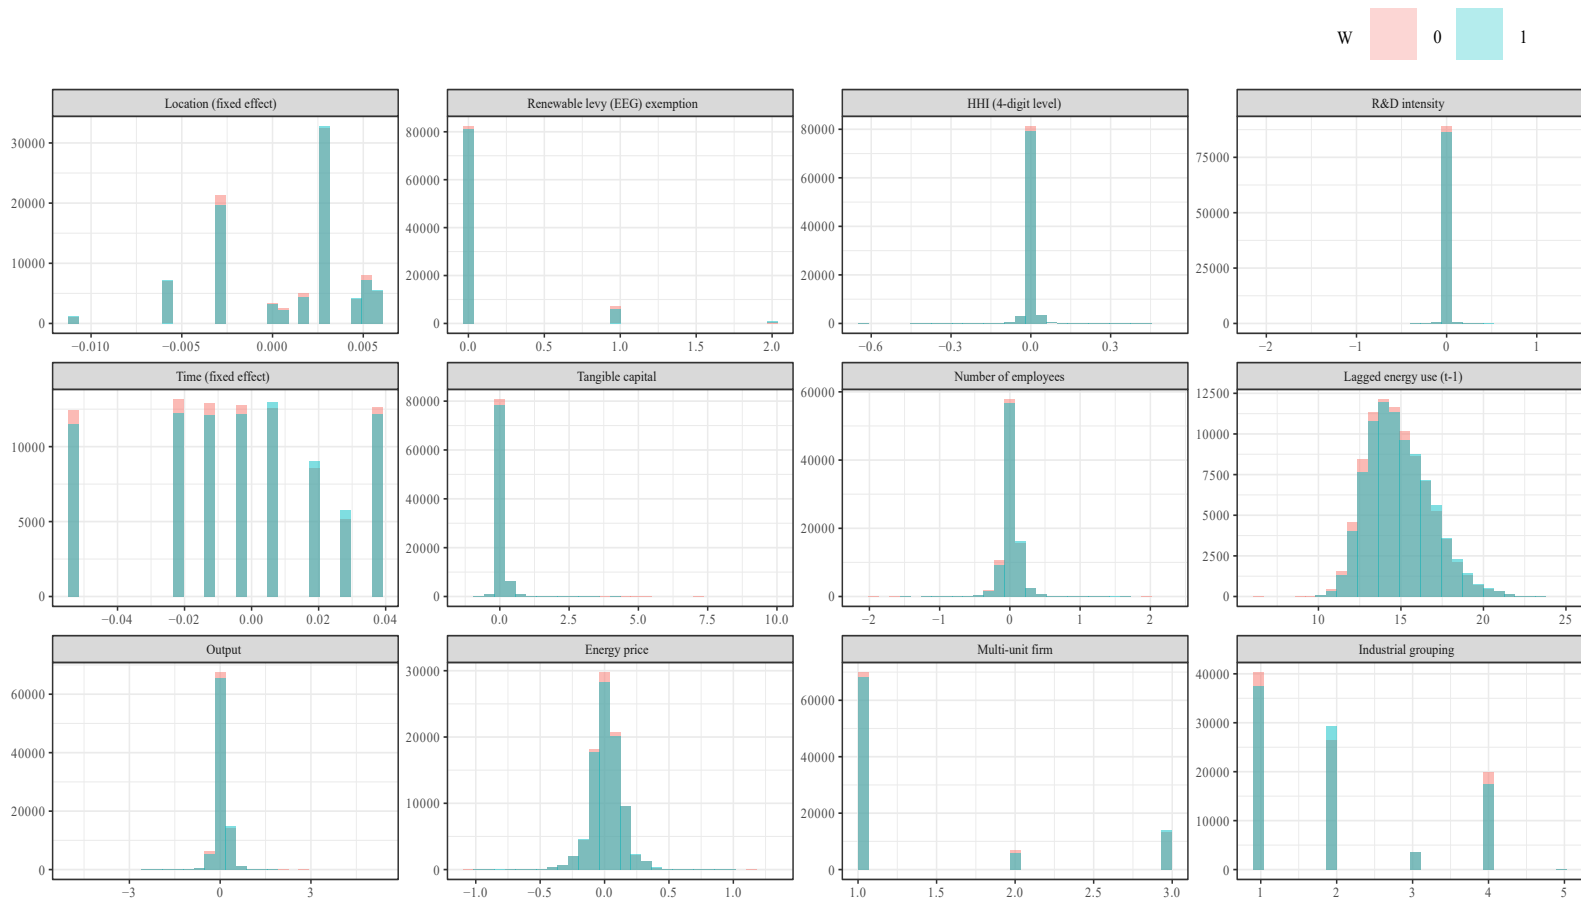 W 0 1
Location (fixed effect) Renewable levy (EEG) exemption HHI (4-digit level) R&D intensity
30000 20000 10000 0
−0.010 −0.005 0.000 0.005
80000 60000 40000 20000 0
0.0 0.5 1.0 1.5 2.0
80000 60000 40000 20000 0
−0.6 −0.3 0.0 0.3
75000 50000 25000 0
−2 −1 0 1
Time (fixed effect) Tangible capital Number of employees Lagged energy use (t-1)
10000 5000 0
−0.04 −0.02 0.00 0.02 0.04
80000 60000 40000 20000 0
0.0 2.5 5.0 7.5 10.0
60000 40000 20000 0
−2 −1 0 1 2
12500 10000 7500 5000 2500 0
10 15 20 25
Output Energy price Multi-unit firm Industrial grouping
60000 40000 20000 0
−3 0 3
30000 20000 10000 0
−1.0 −0.5 0.0 0.5 1.0
60000 40000 20000 0
1.0 1.5 2.0 2.5 3.0
40000 30000 20000 10000 0
1 2 3 4 5